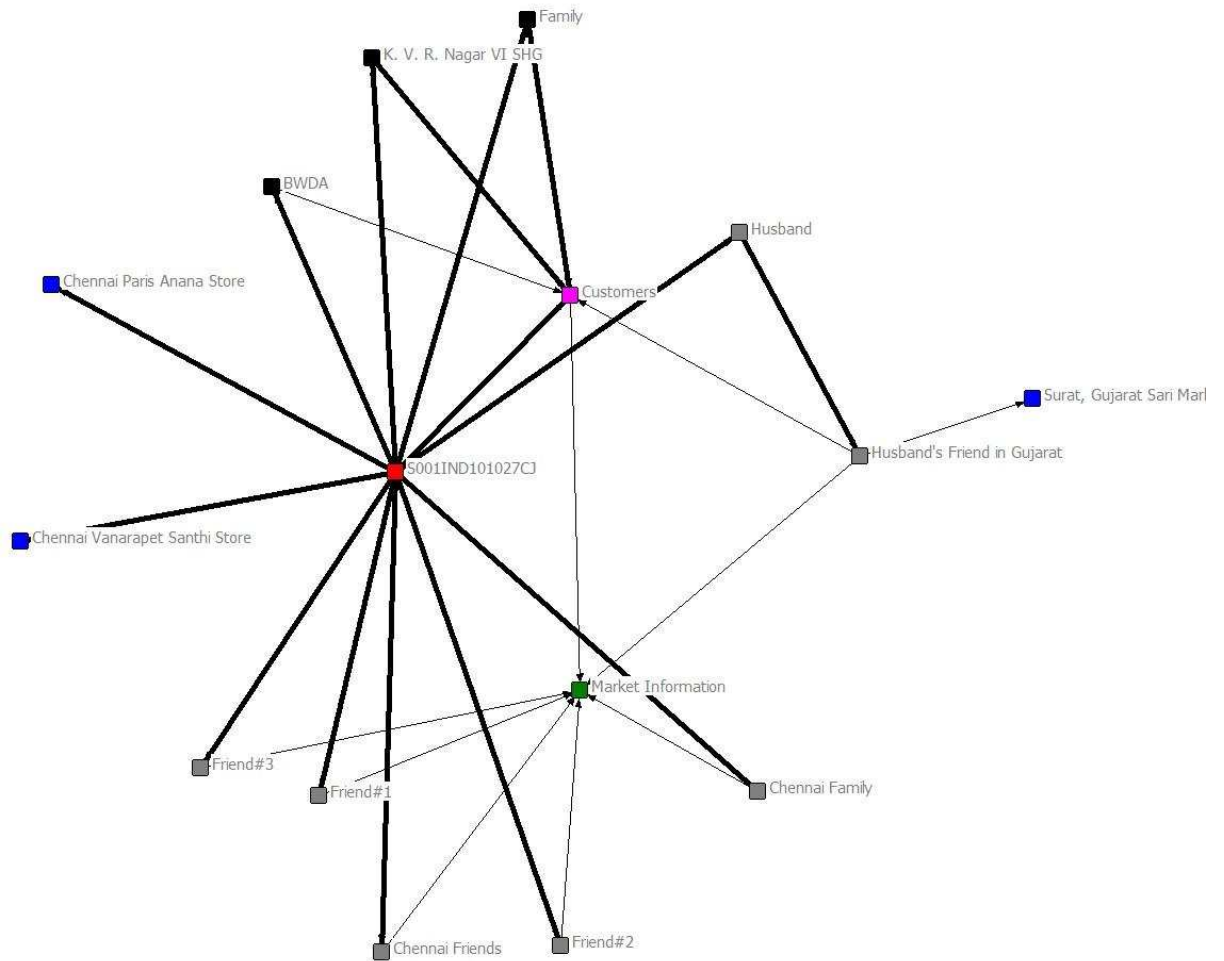 Family
K. V. R. Nagar VI SHG
BWDA
Husband
Chennai Paris Anana Store
Customers
Surat, Gujarat Sari
Husband's Friend in Gujarat
S001IND101027CJ
Chennai Vanarapet Santhi Store
Market Information
Friend#3
Friend#1
Chennai Family
Friend#2
Chennai Friends